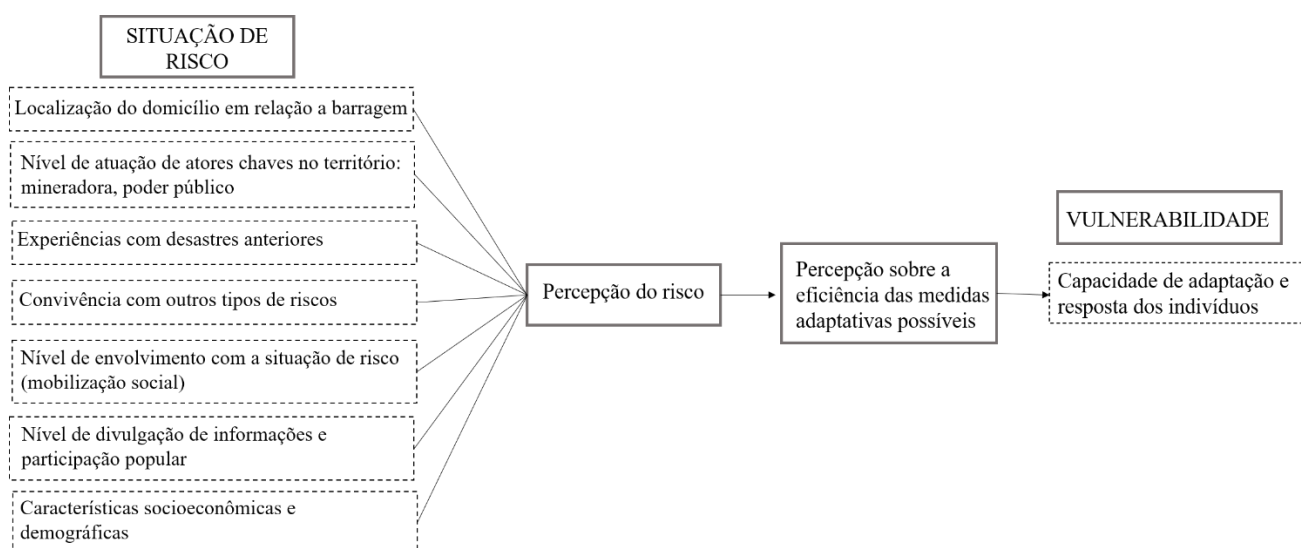 SITUAÇÃO DE
RISCO
Localização do domicílio em relação a barragem
Nível de atuação de atores chaves no território:
mineradora, poder público
Experiências com desastres anteriores
Convivência com outros tipos de riscos
Nível de envolvimento com a situação de risco
(mobilização social)
Nível de divulgação de informações e
participação popular
Características socioeconômicas e
demográficas
Percepção do risco
Percepção sobre a
eficiência das medidas
adaptativas possíveis
VULNERABILIDADE
Capacidade de adaptação e
resposta dos indivíduos